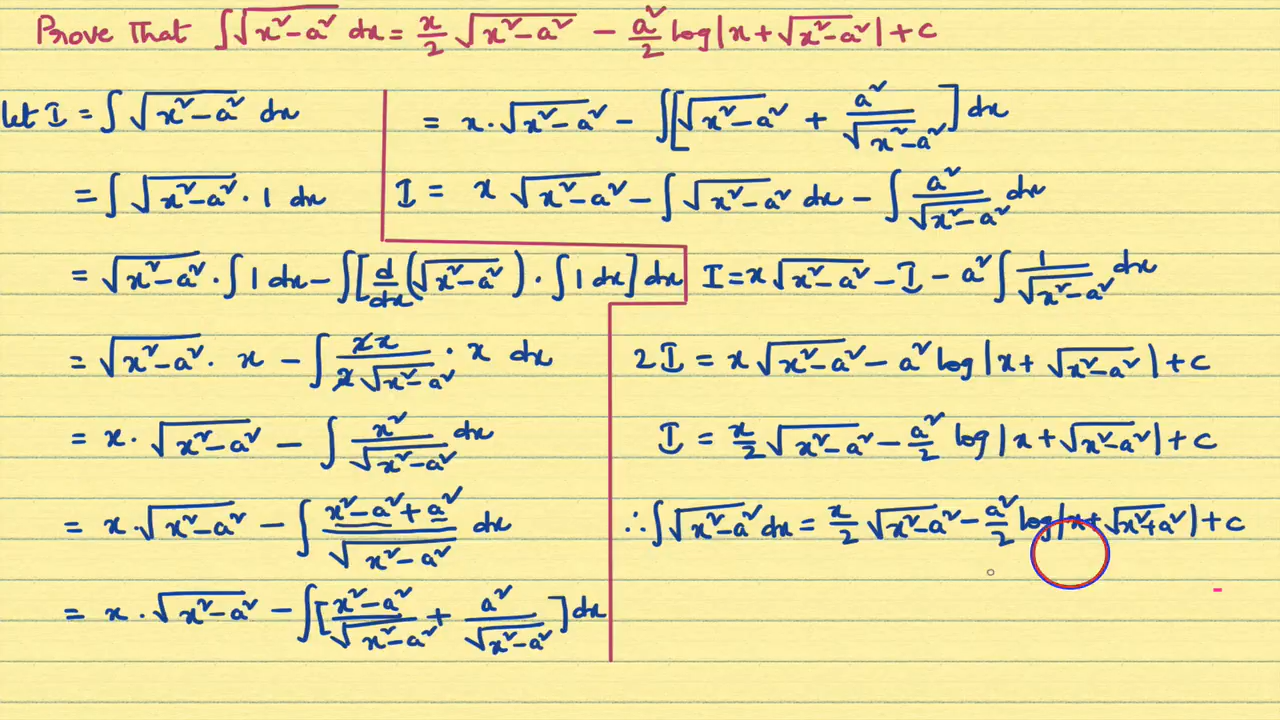 Prove That ∫√(x²−a²) dx = x/2 √(x²−a²) − a²/2 log|x+√(x²−a²)|+c
Let I = ∫ √(x²−a²) dx
= ∫ √(x²−a²) · 1 dx
= √(x²−a²) · ∫ 1 dx − ∫[d/dx (√(x²−a²)) · ∫ 1 dx] dx
= √(x²−a²) · x − ∫ 2x/(2√(x²−a²)) · x dx
= x · √(x²−a²) − ∫ x²/√(x²−a²) dx
= x · √(x²−a²) − ∫ (x²−a²+a²)/√(x²−a²) dx
= x · √(x²−a²) − ∫[(x²−a²)/√(x²−a²) + a²/√(x²−a²)] dx
= x · √(x²−a²) − ∫[√(x²−a²) + a²/√(x²−a²)] dx
I = x √(x²−a²) − ∫ √(x²−a²) dx − ∫ a²/√(x²−a²) dx
I = x √(x²−a²) − I − a² ∫ 1/√(x²−a²) dx
2I = x √(x²−a²) − a² log|x+ √(x²−a²)|+c
I = x/2 √(x²−a²) − a²/2 log|x+√(x²−a²)|+c
∴ ∫√(x²−a²) dx = x/2 √(x²−a²) − a²/2 log|x+ √(x²+a²)|+c